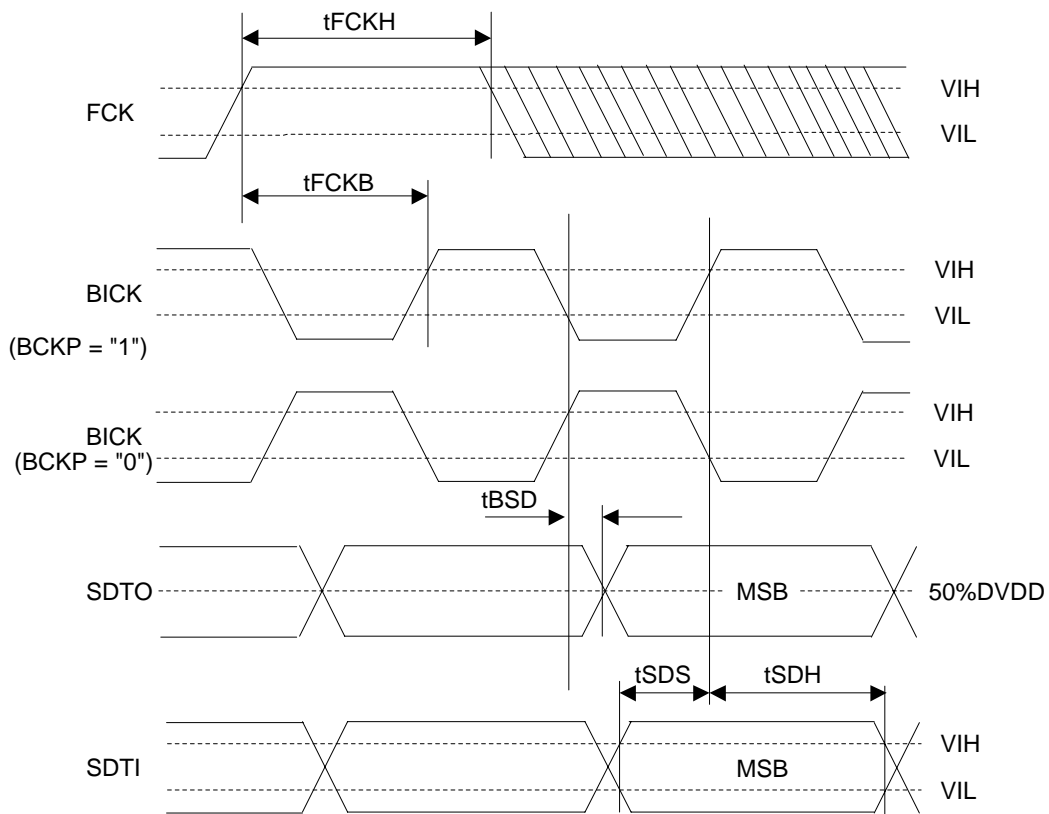 tFCKH
FCK
VIH
VIL
tFCKB
BICK
(BCKP = "1")
VIH
VIL
BICK
(BCKP = "0")
VIH
VIL
tBSD
SDTO
MSB
50%DVDD
tSDS
tSDH
SDTI
MSB
VIH
VIL